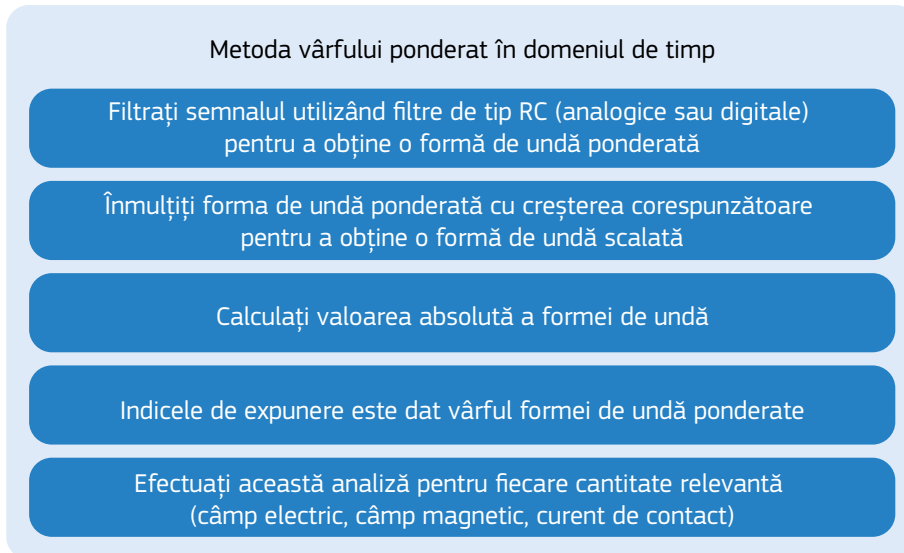 Metoda vârfului ponderat în domeniul de timp
Filtrați semnalul utilizând filtre de tip RC (analogice sau digitale)
pentru a obține o formă de undă ponderată
Înmulțiți forma de undă ponderată cu creșterea corespunzătoare
pentru a obține o formă de undă scalată
Calculați valoarea absolută a formei de undă
Indicele de expunere este dat vârful formei de undă ponderate
Efectuați această analiză pentru fiecare cantitate relevantă
(câmp electric, câmp magnetic, curent de contact)